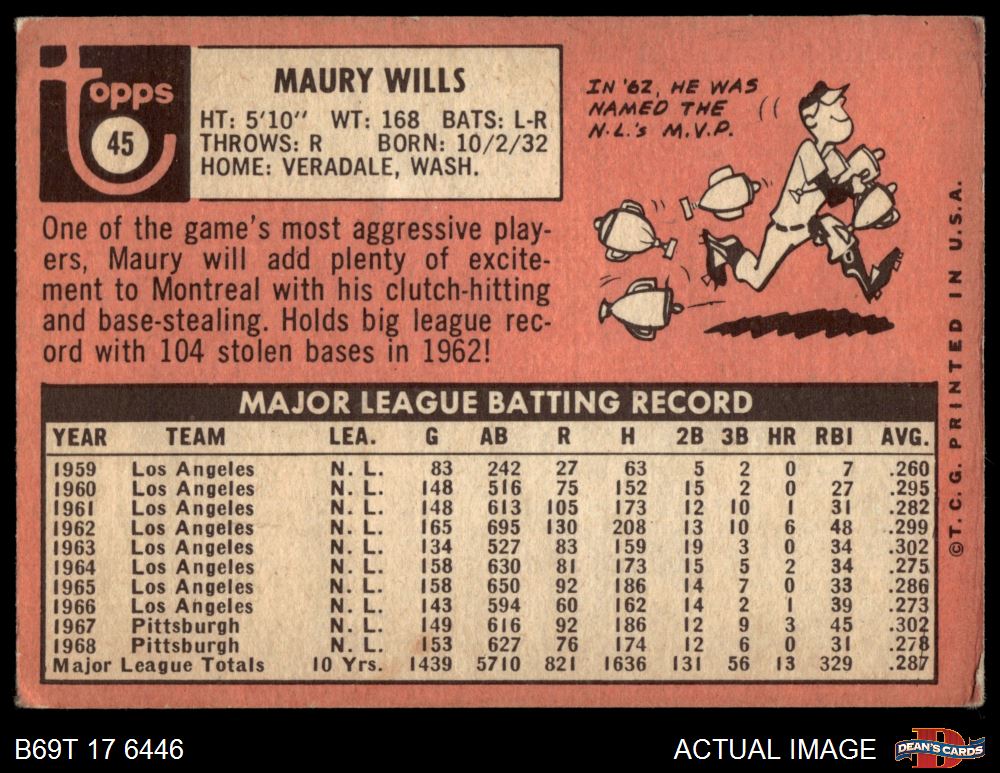 Topps
45
MAURY WILLS
HT: 5'10" WT: 168 BATS: L-R
THROWS: R BORN: 10/2/32
HOME: VERADALE, WASH.
IN '62, HE WAS
NAMED THE
N.L.'s M.V.P.
One of the game's most aggressive play-
ers, Maury will add plenty of excite-
ment to Montreal with his clutch-hitting
and base-stealing. Holds big league rec-
ord with 104 stolen bases in 1962!
MAJOR LEAGUE BATTING RECORD
YEAR TEAM LEA. G AB R H 2B 3B HR RBI AVG.
1959 Los Angeles N. L. 83 242 27 63 5 2 0 7 .260
1960 Los Angeles N. L. 148 516 75 152 15 2 0 27 .295
1961 Los Angeles N. L. 148 613 105 173 12 10 1 31 .282
1962 Los Angeles N. L. 165 695 130 208 13 10 6 48 .299
1963 Los Angeles N. L. 134 527 83 159 19 3 0 34 .302
1964 Los Angeles N. L. 158 630 81 173 15 5 2 34 .275
1965 Los Angeles N. L. 158 650 92 186 14 7 0 33 .286
1966 Los Angeles N. L. 143 594 60 162 14 2 1 39 .273
1967 Pittsburgh N. L. 149 616 92 186 12 9 3 45 .302
1968 Pittsburgh N. L. 153 627 76 174 12 6 0 31 .278
Major League Totals 10 Yrs. 1439 5710 821 1636 131 56 13 329 .287
© T. C. G. PRINTED IN U.S.A.
B69T 17 6446
ACTUAL IMAGE
D
DEAN'S CARDS